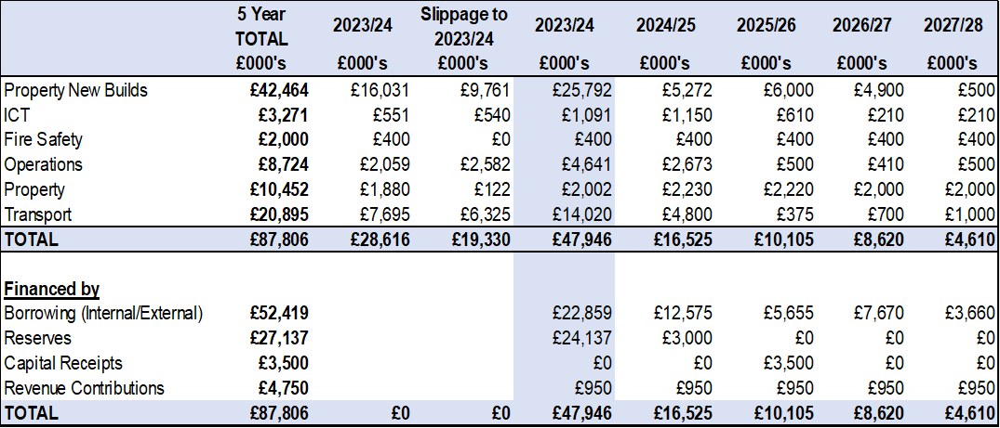 5 Year TOTAL 2023/24 Slippage to 2023/24 2023/24 2024/25 2025/26 2026/27 2027/28
£000's £000's £000's £000's £000's £000's £000's £000's
Property New Builds £42,464 £16,031 £9,761 £25,792 £5,272 £6,000 £4,900 £500
ICT £3,271 £551 £540 £1,091 £1,150 £610 £210 £210
Fire Safety £2,000 £400 £0 £400 £400 £400 £400 £400
Operations £8,724 £2,059 £2,582 £4,641 £2,673 £500 £410 £500
Property £10,452 £1,880 £122 £2,002 £2,230 £2,220 £2,000 £2,000
Transport £20,895 £7,695 £6,325 £14,020 £4,800 £375 £700 £1,000
TOTAL £87,806 £28,616 £19,330 £47,946 £16,525 £10,105 £8,620 £4,610
Financed by
Borrowing (Internal/External) £52,419 £22,859 £12,575 £5,655 £7,670 £3,660
Reserves £27,137 £24,137 £3,000 £0 £0 £0
Capital Receipts £3,500 £0 £0 £3,500 £0 £0
Revenue Contributions £4,750 £950 £950 £950 £950 £950
TOTAL £87,806 £0 £0 £47,946 £16,525 £10,105 £8,620 £4,610